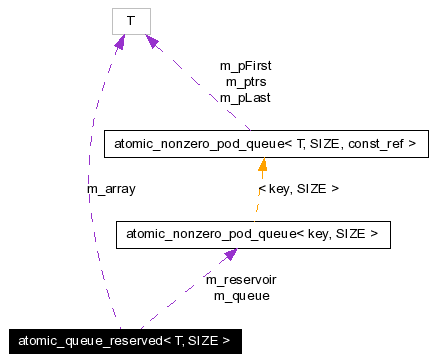 T
m_pFirst
m_ptrs
m_pLast
atomic_nonzero_pod_queue< T, SIZE, const_ref >
m_array
< key, SIZE >
atomic_nonzero_pod_queue< key, SIZE >
m_reservoir
m_queue
atomic_queue_reserved< T, SIZE >